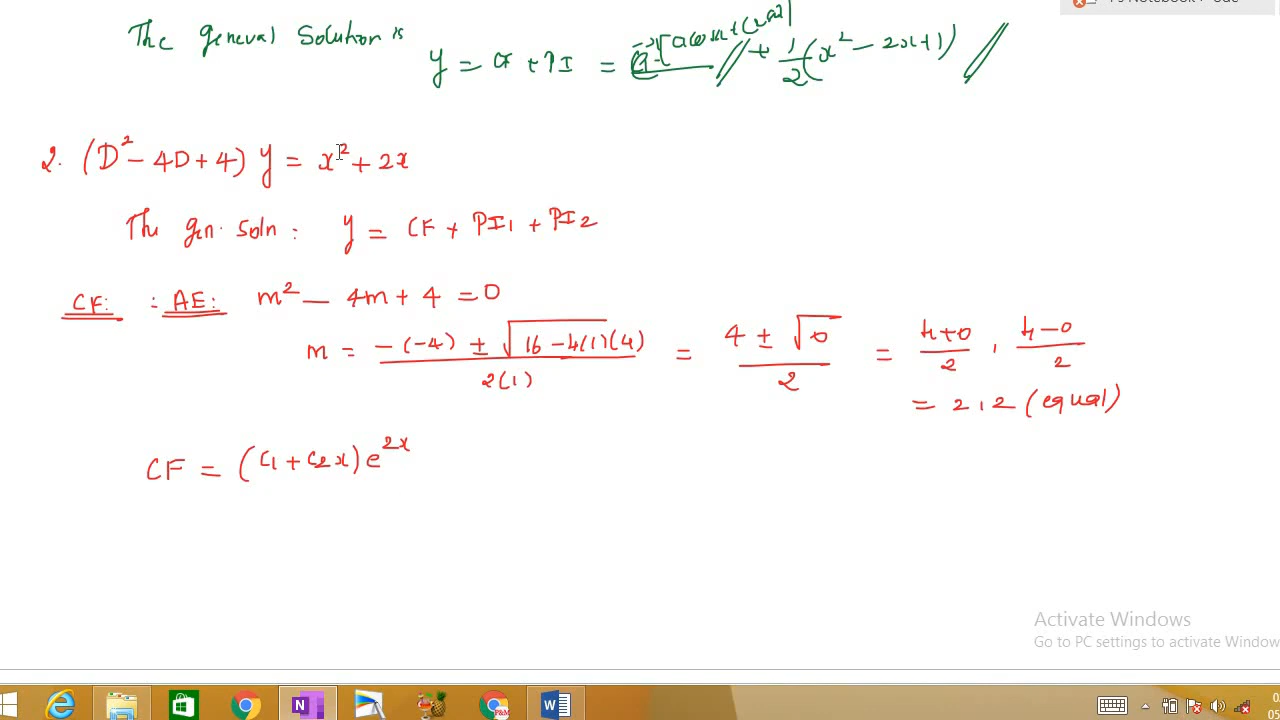 The general Solution is
y = CF + PI = + 1/2 (x² - 2x + 1) //
2. (D² - 4D + 4) y = x² + 2x
The gen. Soln : y = CF + PI1 + PI2
CF: : AE: m² - 4m + 4 = 0
m = -(-4) ± √16 - 4(1)(4) / 2(1) = 4 ± √0 / 2 = 4+0 / 2 , 4-0 / 2
= 2, 2 (equal)
CF = (C1 + C2x) e^2x
Activate Windows
Go to PC settings to activate Window